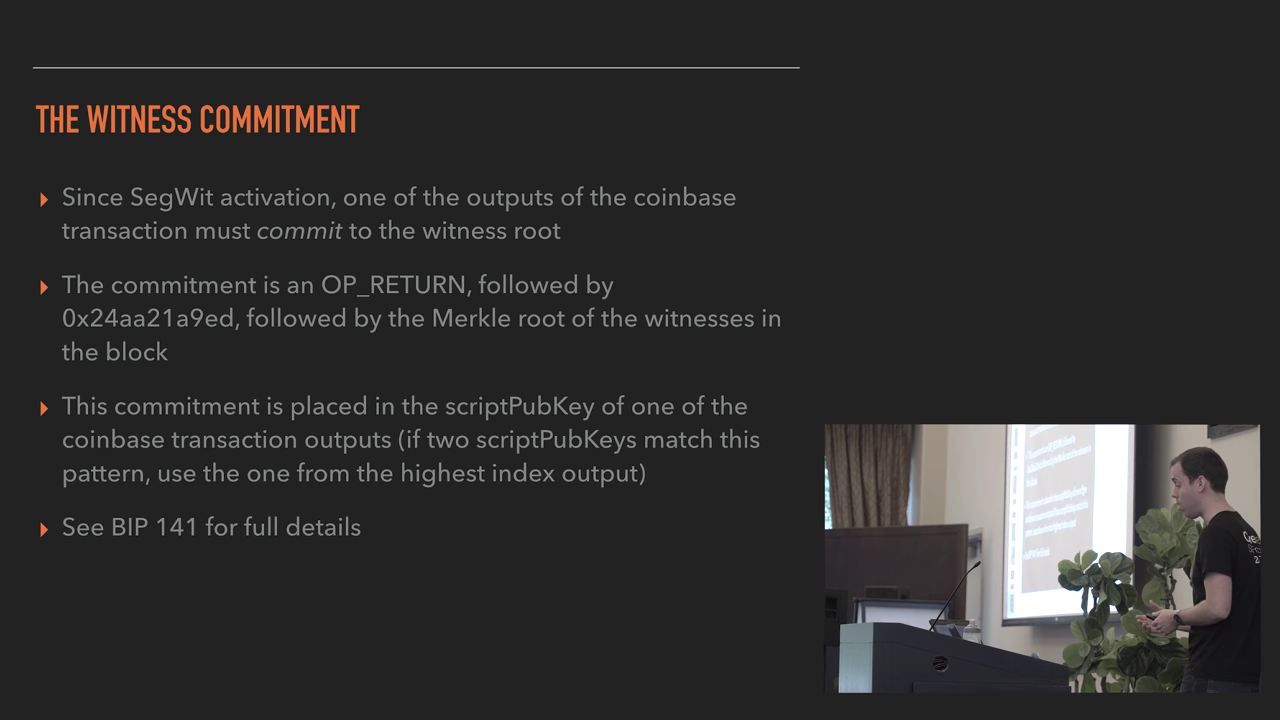 THE WITNESS COMMITMENT
Since SegWit activation, one of the outputs of the coinbase
transaction must commit to the witness root
The commitment is an OP_RETURN, followed by
0x24aa21a9ed, followed by the Merkle root of the witnesses in
the block
This commitment is placed in the scriptPubKey of one of the
coinbase transaction outputs (if two scriptPubKeys match this
pattern, use the one from the highest index output)
See BIP 141 for full details